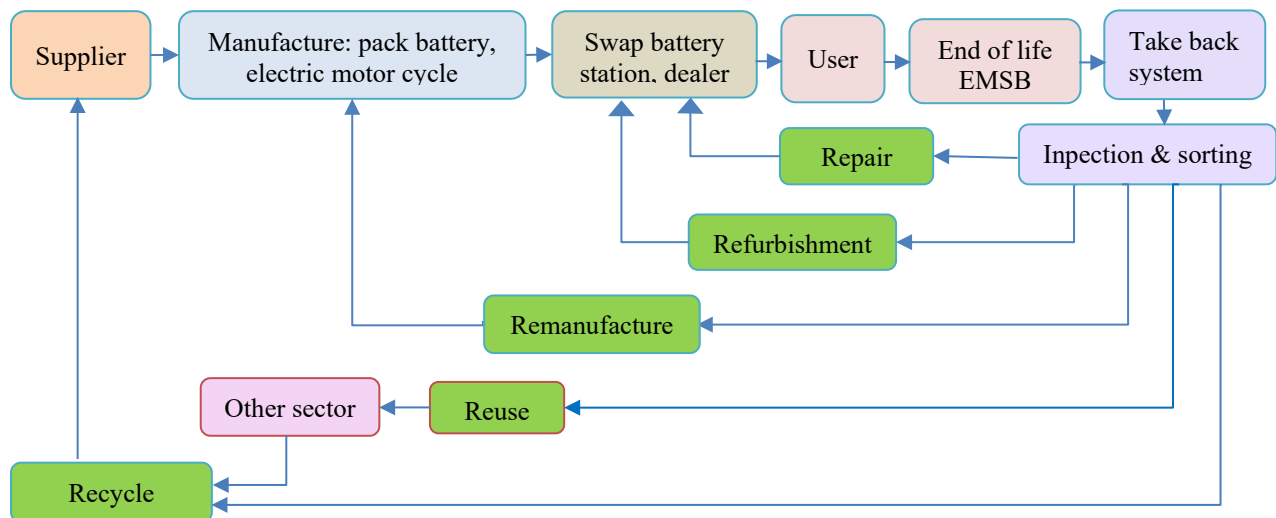 Supplier
Manufacture: pack battery,
electric motor cycle
Swap battery
station, dealer
User
End of life
EMSB
Take back
system
Repair
Inpection & sorting
Refurbishment
Remanufacture
Other sector
Reuse
Recycle